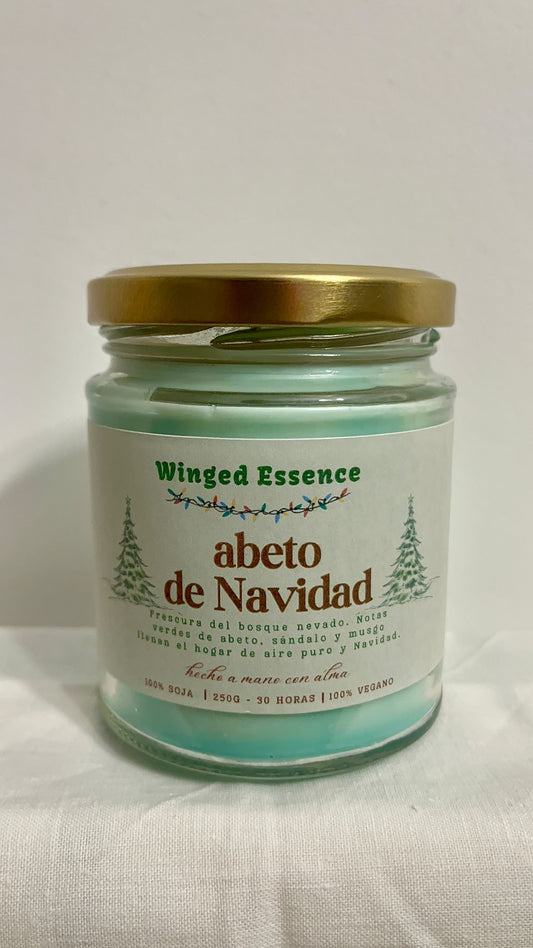 Winged Essence
abeto
de Navidad
Frescura del bosque nevado. Notas
verdes de abeto, sándalo y musgo
llenan el hogar de aire puro y Navidad.
hecho a mano con alma
100% SOJA | 250G - 30 HORAS | 100% VEGANO